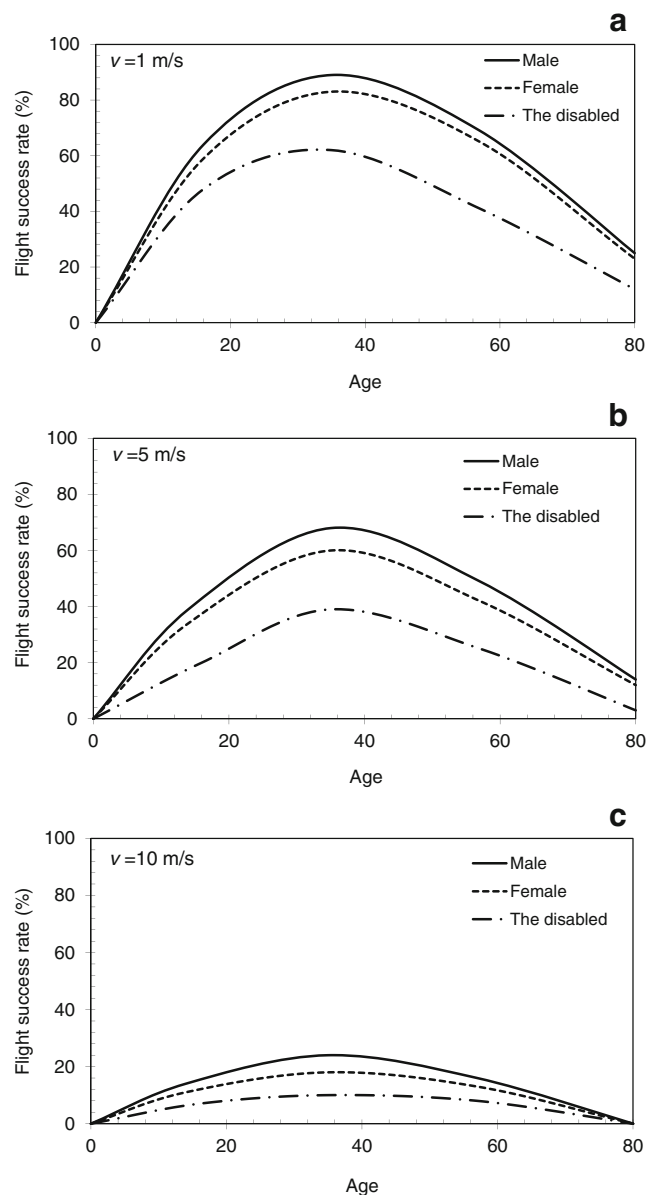 a
v =1 m/s
Male
Female
The disabled
Flight success rate (%)
100
80
60
40
20
0
0 20 40 60 80
Age
b
v =5 m/s
Male
Female
The disabled
Flight success rate (%)
100
80
60
40
20
0
0 20 40 60 80
Age
c
v =10 m/s
Male
Female
The disabled
Flight success rate (%)
100
80
60
40
20
0
0 20 40 60 80
Age